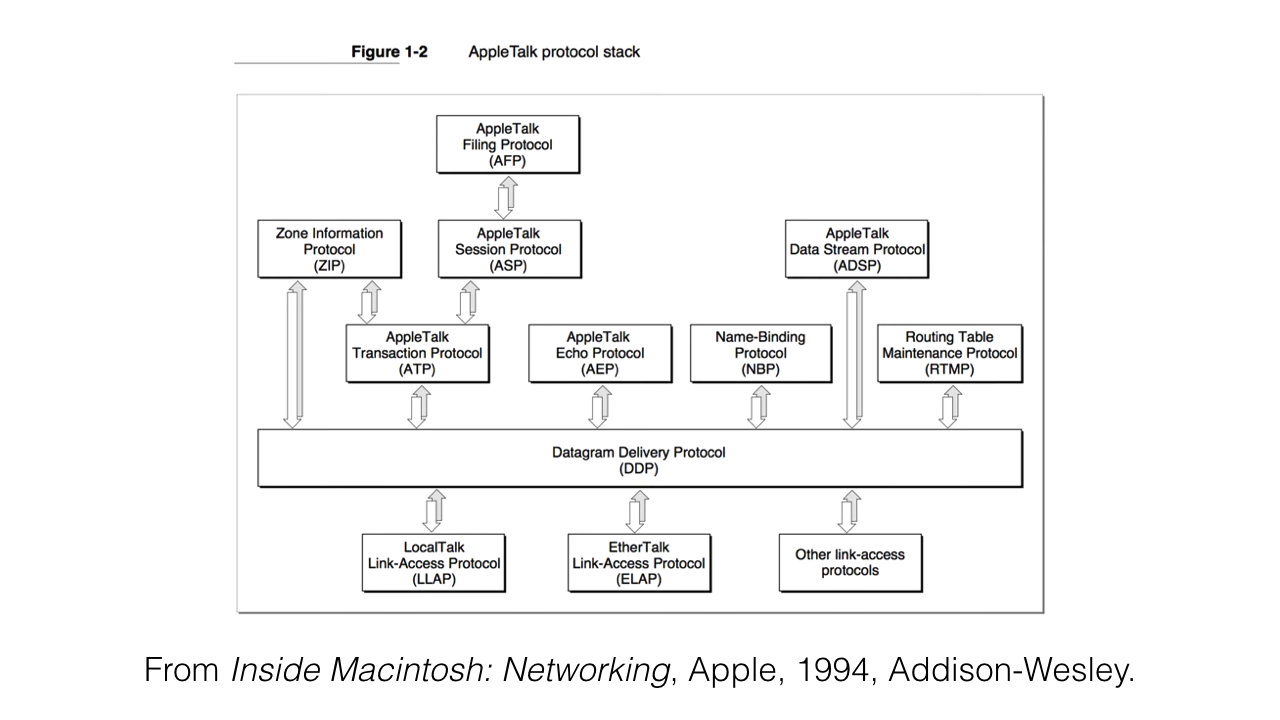 Figure 1-2 AppleTalk protocol stack
AppleTalk
Filing Protocol
(AFP)
Zone Information
Protocol
(ZIP)
AppleTalk
Session Protocol
(ASP)
AppleTalk
Data Stream Protocol
(ADSP)
AppleTalk
Transaction Protocol
(ATP)
AppleTalk
Echo Protocol
(AEP)
Name-Binding
Protocol
(NBP)
Routing Table
Maintenance Protocol
(RTMP)
Datagram Delivery Protocol
(DDP)
LocalTalk
Link-Access Protocol
(LLAP)
EtherTalk
Link-Access Protocol
(ELAP)
Other link-access
protocols
From Inside Macintosh: Networking, Apple, 1994, Addison-Wesley.